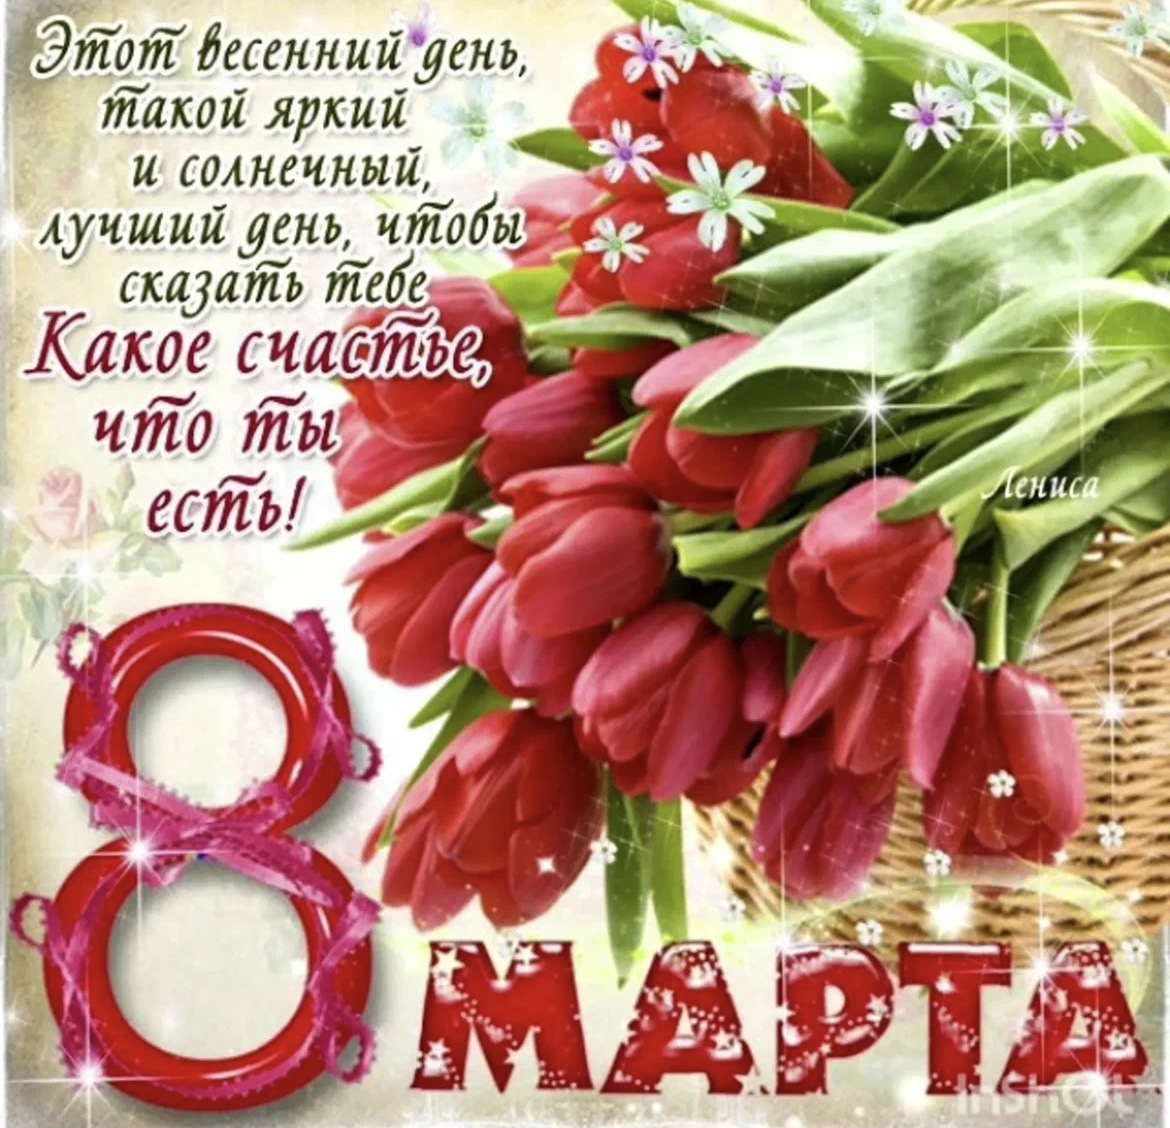 Этот весенний день,
такой яркий
и солнечный,
лучший день, чтобы
сказать тебе
Какое счастье,
что ты
есть!
Лениса
8 МАРТА
InShot